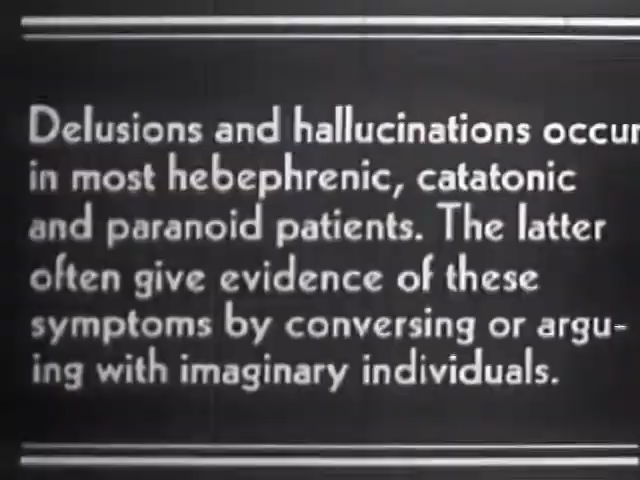 Delusions and hallucinations occur
in most hebephrenic, catatonic
and paranoid patients. The latter
often give evidence of these
symptoms by conversing or argu-
ing with imaginary individuals.